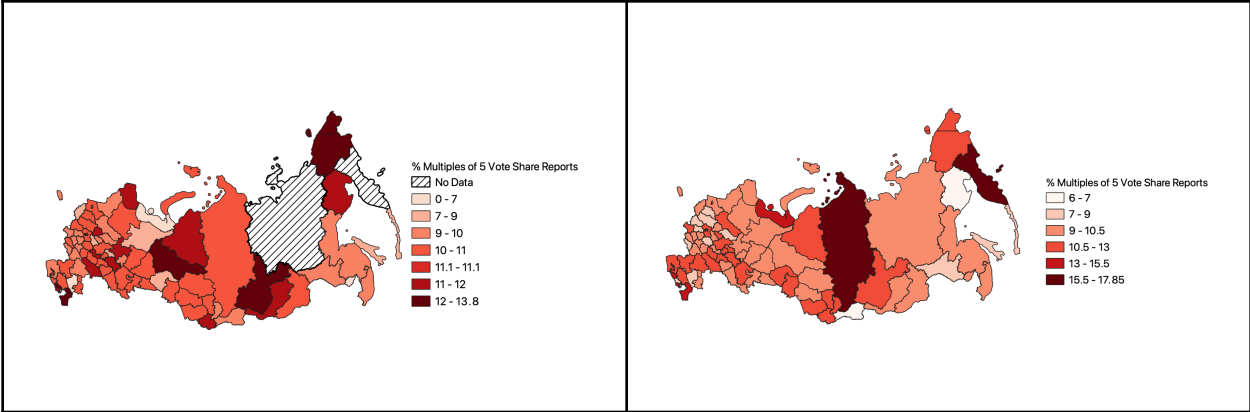 % Multiples of 5 Vote Share Reports
No Data
0 - 7
7 - 9
9 - 10
10 - 11
11.1 - 11.1
11 - 12
12 - 13.8
% Multiples of 5 Vote Share Reports
6 - 7
7 - 9
9 - 10.5
10.5 - 13
13 - 15.5
15.5 - 17.85